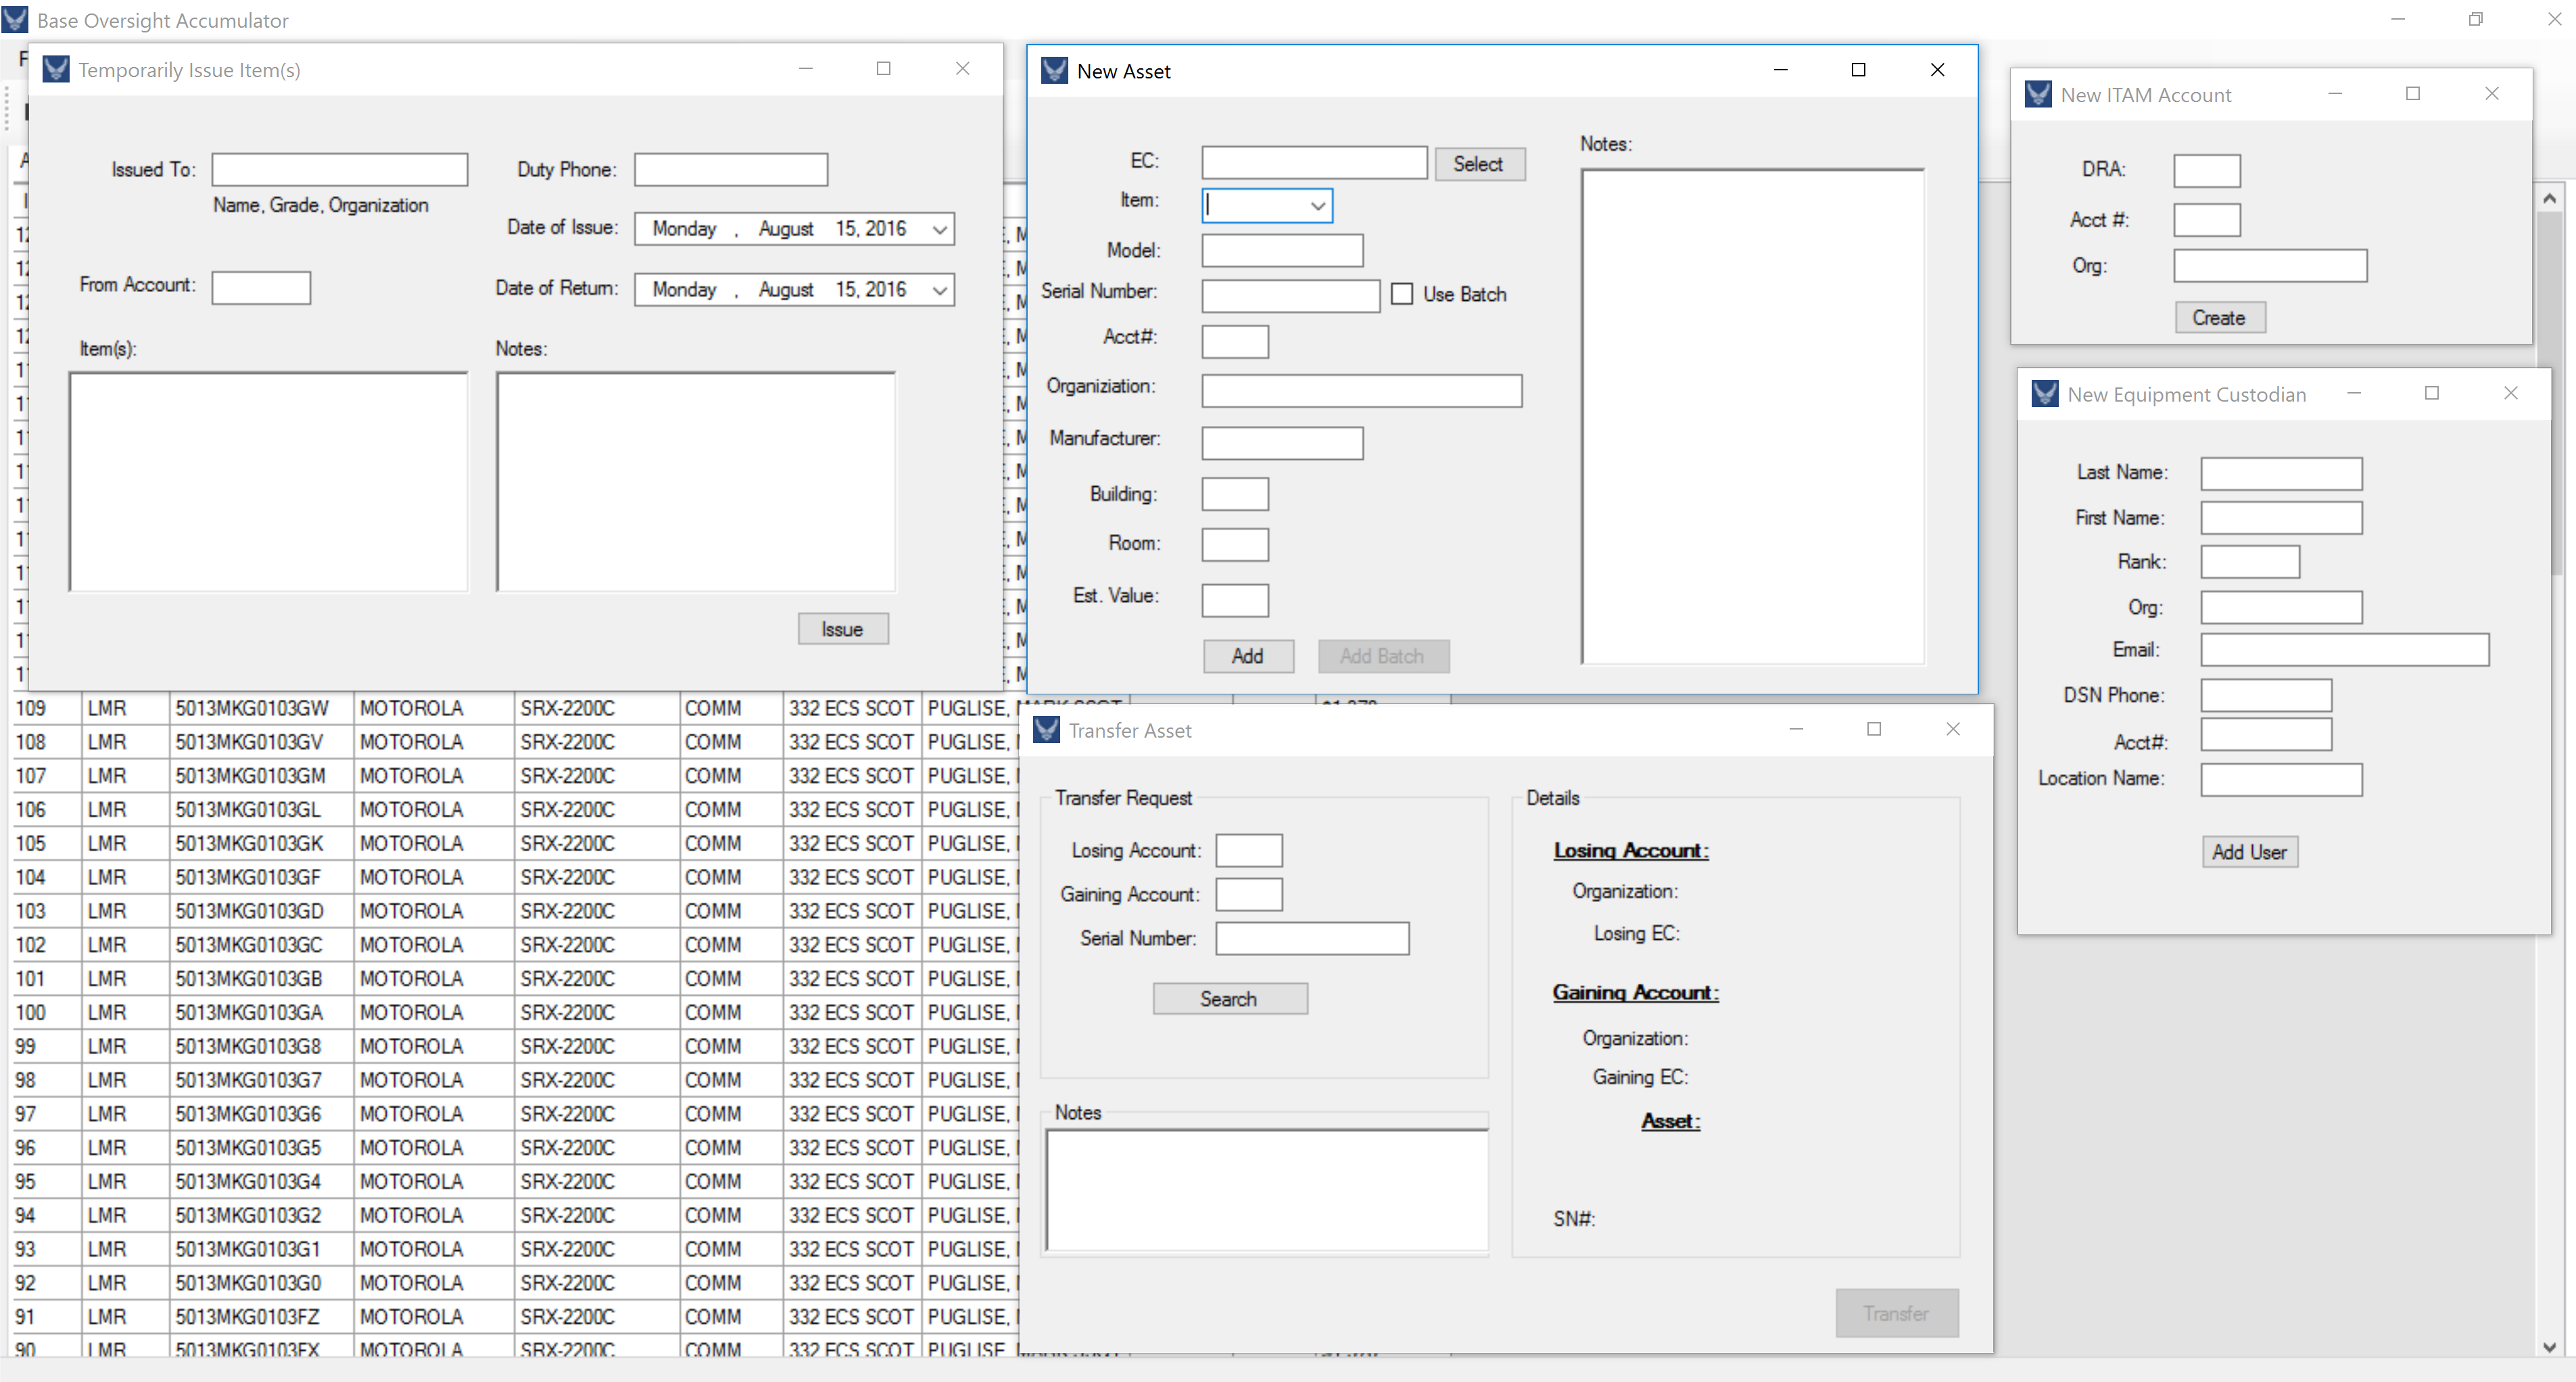 Base Oversight Accumulator
Temporarily Issue Item(s)
Issued To:
Name, Grade, Organization
Duty Phone:
Date of Issue: Monday , August 15, 2016
From Account:
Date of Return: Monday , August 15, 2016
Item(s):
Notes:
Issue
New Asset
EC:
Select
Item:
Model:
Serial Number:
Use Batch
Acct#:
Organiziation:
Manufacturer:
Building:
Room:
Est. Value:
Add
Add Batch
Notes:
New ITAM Account
DRA:
Acct #:
Org:
Create
New Equipment Custodian
Last Name:
First Name:
Rank:
Org:
Email:
DSN Phone:
Acct#:
Location Name:
Add User
Transfer Asset
Transfer Request
Losing Account:
Gaining Account:
Serial Number:
Search
Notes
Details
Losing Account:
Organization:
Losing EC:
Gaining Account:
Organization:
Gaining EC:
Asset:
SN#:
Transfer
109 LMR 5013MKG0103GW MOTOROLA SRX-2200C COMM 332 ECS SCOT PUGLISE, MARK SCOT
108 LMR 5013MKG0103GV MOTOROLA SRX-2200C COMM 332 ECS SCOT PUGLISE,
107 LMR 5013MKG0103GM MOTOROLA SRX-2200C COMM 332 ECS SCOT PUGLISE,
106 LMR 5013MKG0103GL MOTOROLA SRX-2200C COMM 332 ECS SCOT PUGLISE,
105 LMR 5013MKG0103GK MOTOROLA SRX-2200C COMM 332 ECS SCOT PUGLISE,
104 LMR 5013MKG0103GF MOTOROLA SRX-2200C COMM 332 ECS SCOT PUGLISE,
103 LMR 5013MKG0103GD MOTOROLA SRX-2200C COMM 332 ECS SCOT PUGLISE,
102 LMR 5013MKG0103GC MOTOROLA SRX-2200C COMM 332 ECS SCOT PUGLISE,
101 LMR 5013MKG0103GB MOTOROLA SRX-2200C COMM 332 ECS SCOT PUGLISE,
100 LMR 5013MKG0103GA MOTOROLA SRX-2200C COMM 332 ECS SCOT PUGLISE,
99 LMR 5013MKG0103G8 MOTOROLA SRX-2200C COMM 332 ECS SCOT PUGLISE,
98 LMR 5013MKG0103G7 MOTOROLA SRX-2200C COMM 332 ECS SCOT PUGLISE,
97 LMR 5013MKG0103G6 MOTOROLA SRX-2200C COMM 332 ECS SCOT PUGLISE,
96 LMR 5013MKG0103G5 MOTOROLA SRX-2200C COMM 332 ECS SCOT PUGLISE,
95 LMR 5013MKG0103G4 MOTOROLA SRX-2200C COMM 332 ECS SCOT PUGLISE,
94 LMR 5013MKG0103G2 MOTOROLA SRX-2200C COMM 332 ECS SCOT PUGLISE,
93 LMR 5013MKG0103G1 MOTOROLA SRX-2200C COMM 332 ECS SCOT PUGLISE,
92 LMR 5013MKG0103G0 MOTOROLA SRX-2200C COMM 332 ECS SCOT PUGLISE,
91 LMR 5013MKG0103FZ MOTOROLA SRX-2200C COMM 332 ECS SCOT PUGLISE,
90 LMR 5013MKG0103FX MOTOROLA SRX-2200C COMM 332 ECS SCOT PUGLISE,